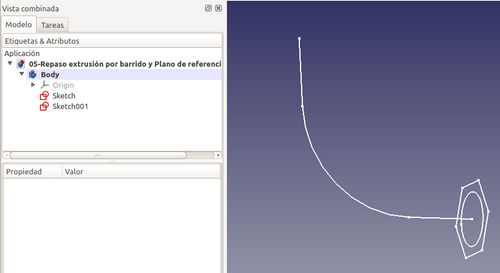 Vista combinada
Modelo
Tareas
Etiquetas & Atributos
Aplicación
05-Repaso extrusión por barrido y Plano de referenci
Body
Origin
Sketch
Sketch001
Propiedad
Valor